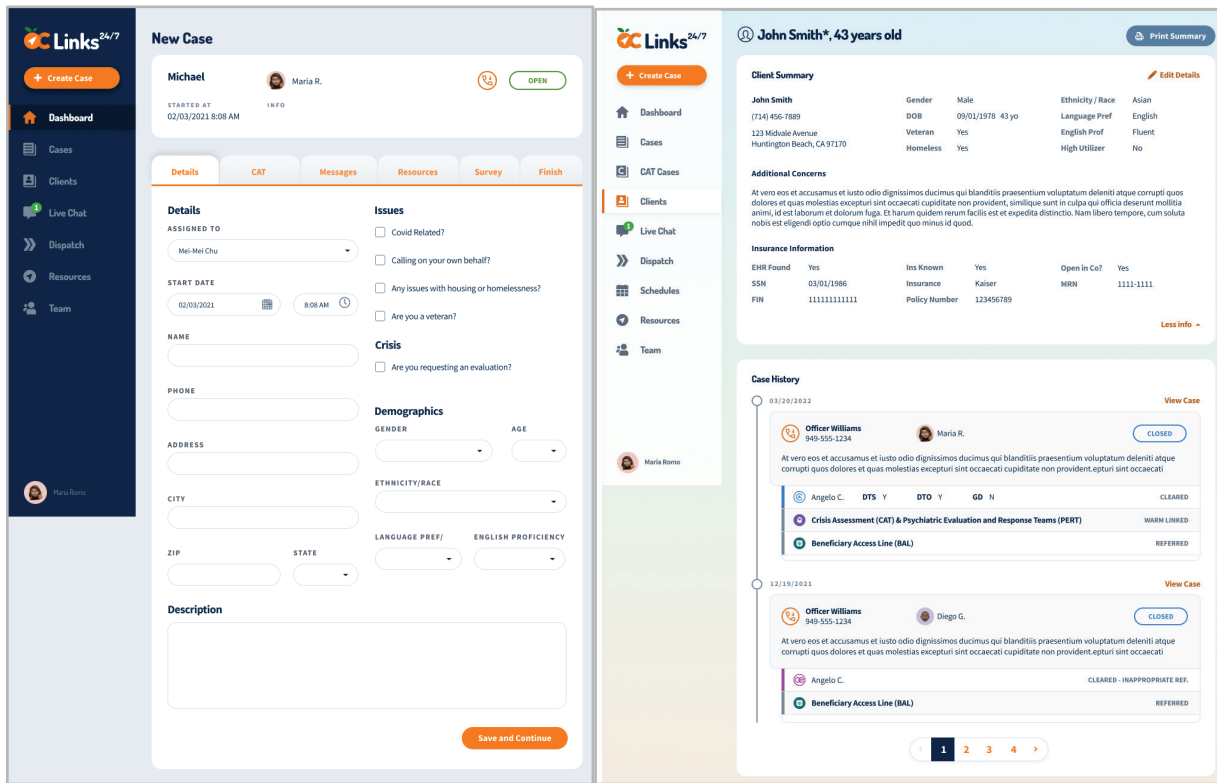 OC Links 24/7
+ Create Case
Dashboard
Cases
Clients
1
Live Chat
Dispatch
Resources
Team
Maria Romo
New Case
Michael
Maria R.
OPEN
STARTED AT
INFO
02/03/2021 8:08 AM
Details CAT Messages Resources Survey Finish
Details
ASSIGNED TO
Mei-Mei Chu
START DATE
02/03/2021 8:08 AM
NAME
PHONE
ADDRESS
CITY
ZIP STATE
Issues
Covid Related?
Calling on your own behalf?
Any issues with housing or homelessness?
Are you a veteran?
Crisis
Are you requesting an evaluation?
Demographics
GENDER AGE
ETHNICITY/RACE
LANGUAGE PREF/ ENGLISH PROFICIENCY
Description
Save and Continue
OC Links 24/7
+ Create Case
Dashboard
Cases
CAT Cases
Clients
1
Live Chat
Dispatch
Schedules
Resources
Team
Maria Romo
John Smith*, 43 years old
Print Summary
Client Summary
Edit Details
John Smith
(714) 456-7889
123 Midvale Avenue
Huntington Beach, CA 97170
Gender Male
DOB 09/01/1978 43 yo
Veteran Yes
Homeless Yes
Ethnicity / Race Asian
Language Pref English
English Prof Fluent
High Utilizer No
Additional Concerns
At vero eos et accusamus et iusto odio dignissimos ducimus qui blanditiis praesentium voluptatum deleniti atque corrupti quos
dolores et quas molestias excepturi sint occaecati cupiditate non provident, similique sunt in culpa qui officia deserunt mollitia
animi, id est laborum et dolorum fuga. Et harum quidem rerum facilis est et expedita distinctio. Nam libero tempore, cum soluta
nobis est eligendi optio cumque nihil impedit quo minus id quod.
Insurance Information
EHR Found Yes
SSN 03/01/1986
FIN 111111111111
Ins Known Yes
Insurance Kaiser
Policy Number 123456789
Open in Co? Yes
MRN 1111-1111
Less info
Case History
03/20/2022
View Case
Officer Williams
949-555-1234
Maria R.
CLOSED
At vero eos et accusamus et iusto odio dignissimos ducimus qui blanditiis praesentium voluptatum deleniti atque
corrupti quos dolores et quas molestias excepturi sint occaecati cupiditate non provident.epturi sint occaecati
Angelo C. DTS Y DTO Y GD N CLEARED
Crisis Assessment (CAT) & Psychiatric Evaluation and Response Teams (PERT) WARM LINKED
Beneficiary Access Line (BAL) REFERRED
12/19/2021
View Case
Officer Williams
949-555-1234
Diego G.
CLOSED
At vero eos et accusamus et iusto odio dignissimos ducimus qui blanditiis praesentium voluptatum deleniti atque
corrupti quos dolores et quas molestias excepturi sint occaecati cupiditate non provident.epturi sint occaecati
Angelo C. CLEARED - INAPPROPRIATE REF.
Beneficiary Access Line (BAL) REFERRED
‹ 1 2 3 4 ›